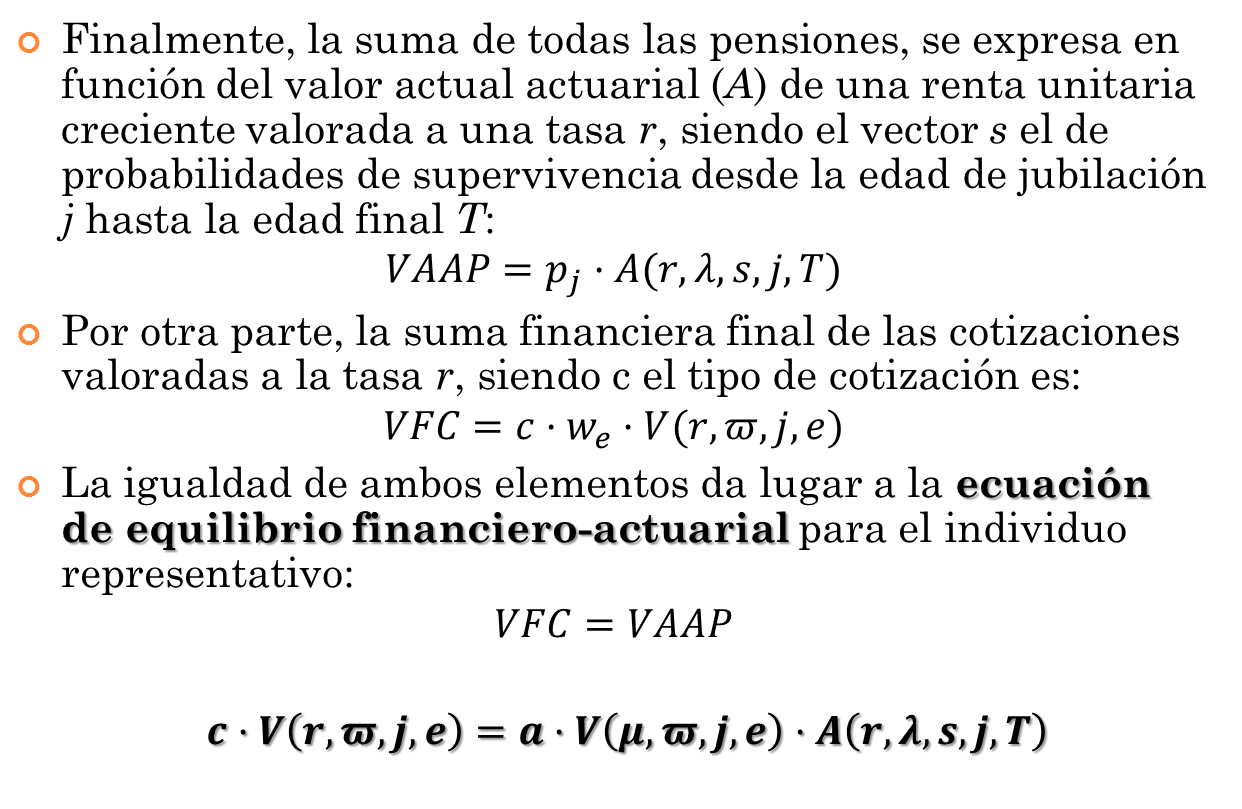 Finalmente, la suma de todas las pensiones, se expresa en
función del valor actual actuarial (A) de una renta unitaria
creciente valorada a una tasa r, siendo el vector s el de
probabilidades de supervivencia desde la edad de jubilación
j hasta la edad final T:
VAAP = pⱼ · A(r, λ, s, j, T)
Por otra parte, la suma financiera final de las cotizaciones
valoradas a la tasa r, siendo c el tipo de cotización es:
VFC = c · wₑ · V(r, ϖ, j, e)
La igualdad de ambos elementos da lugar a la ecuación
de equilibrio financiero-actuarial para el individuo
representativo:
VFC = VAAP
c · V(r, ϖ, j, e) = a · V(μ, ϖ, j, e) · A(r, λ, s, j, T)